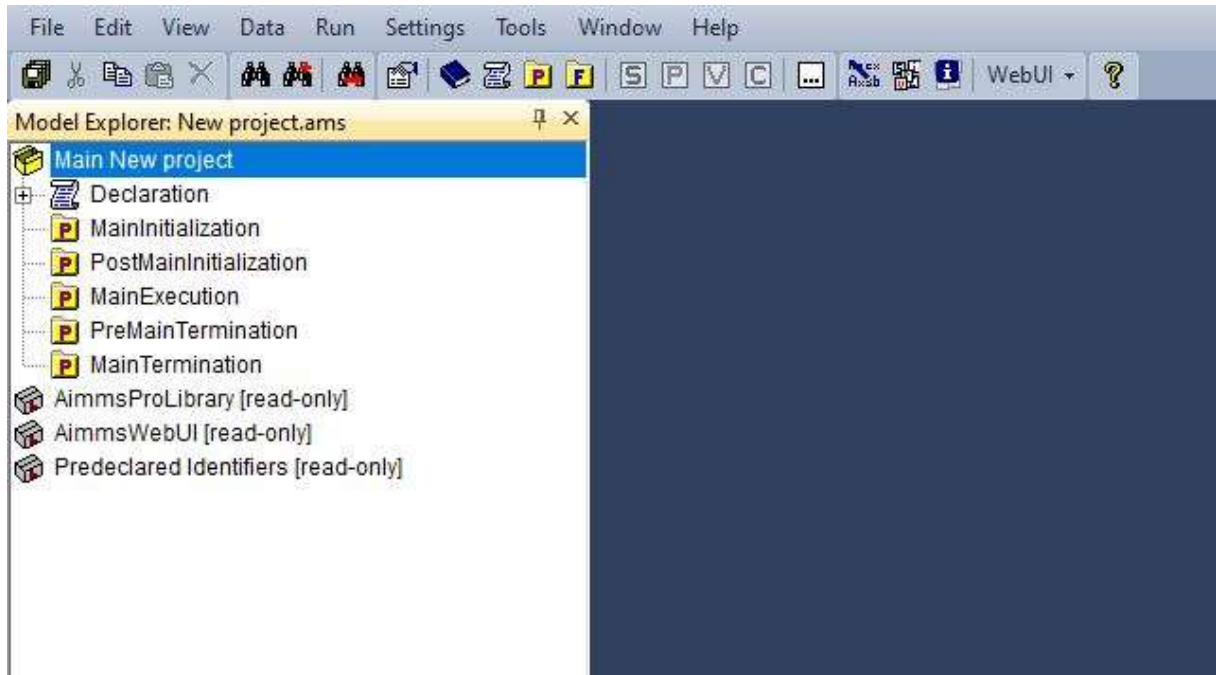 File Edit View Data Run Settings Tools Window Help
P F S P V C ... WebUI ?
Model Explorer: New project.ams
Main New project
Declaration
P MainInitialization
P PostMainInitialization
P MainExecution
P PreMainTermination
P MainTermination
AimmsProLibrary [read-only]
AimmsWebUI [read-only]
Predeclared Identifiers [read-only]